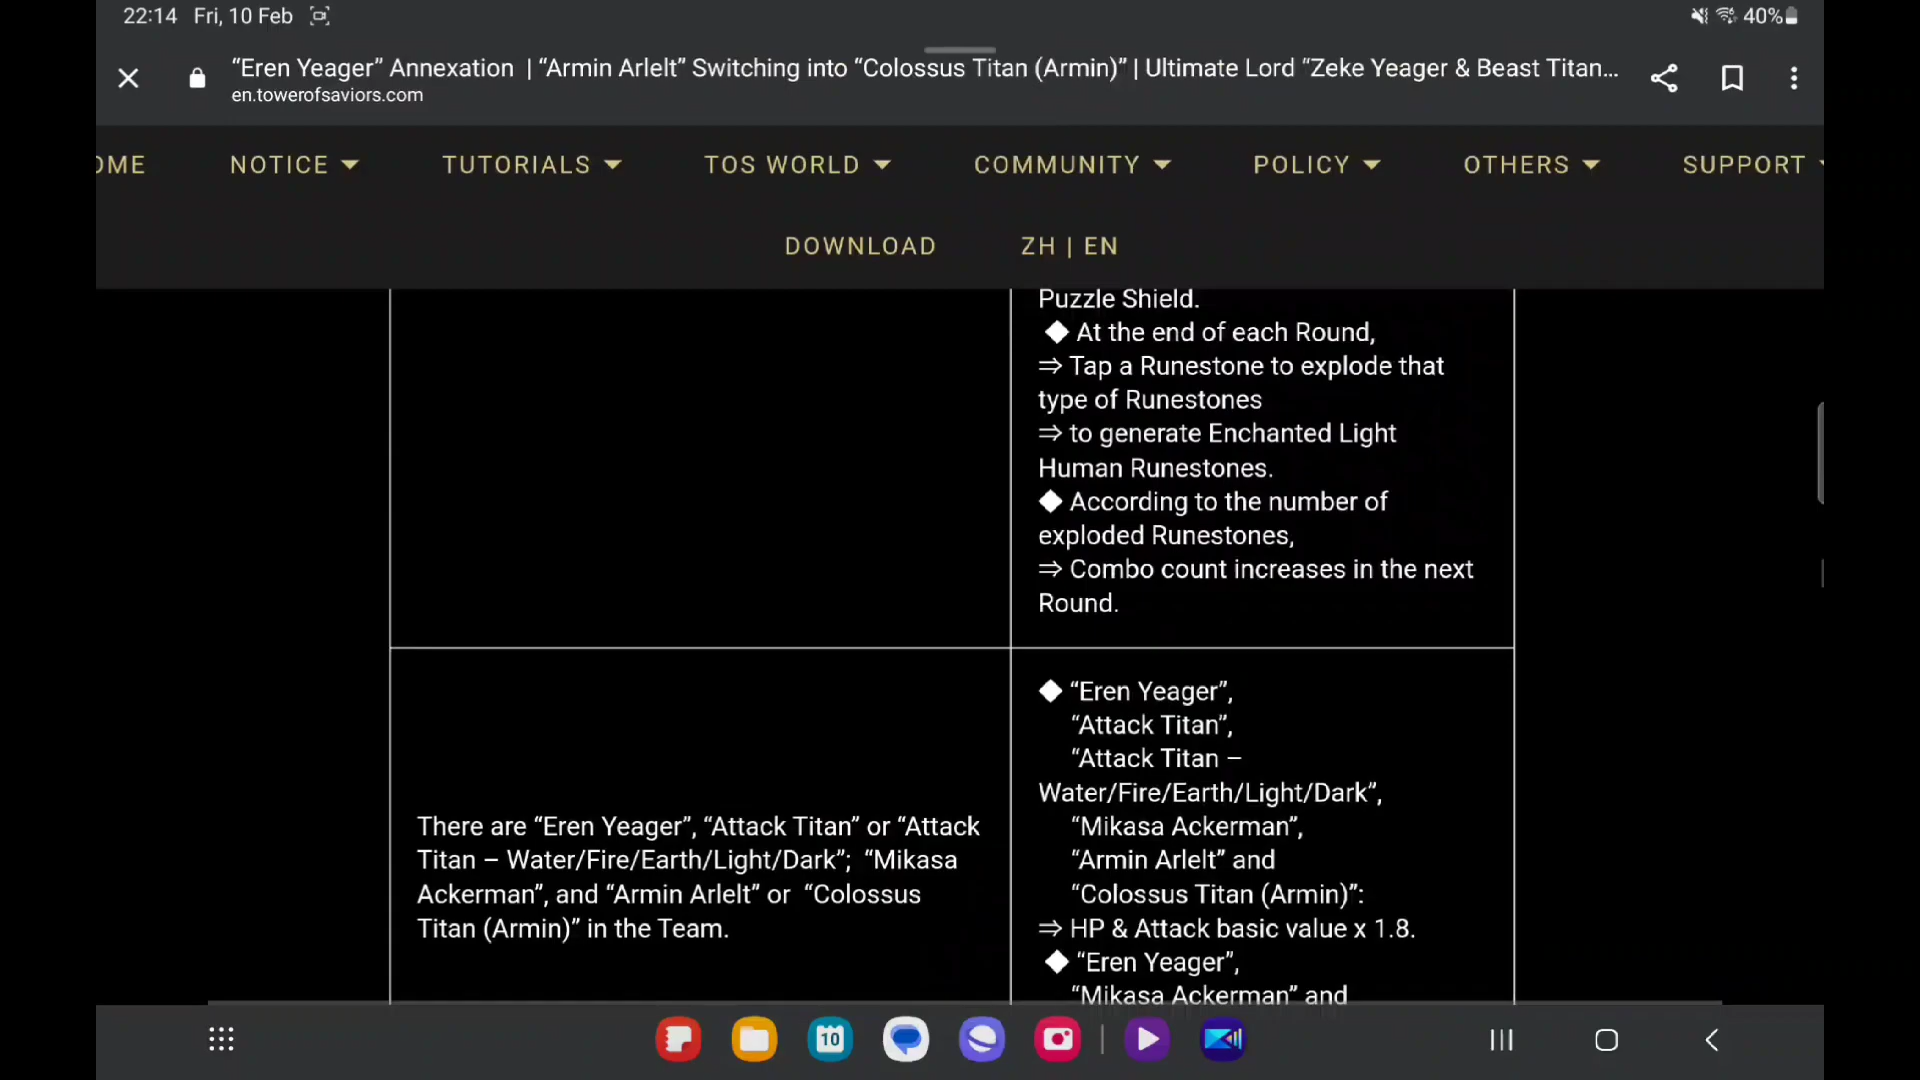 22:14 Fri, 10 Feb
40%
“Eren Yeager” Annexation | “Armin Arlelt” Switching into “Colossus Titan (Armin)” | Ultimate Lord “Zeke Yeager & Beast Titan...
en.towerofsaviors.com
OME NOTICE TUTORIALS TOS WORLD COMMUNITY POLICY OTHERS SUPPORT
DOWNLOAD ZH | EN
Puzzle Shield.
◆ At the end of each Round,
⇒ Tap a Runestone to explode that
type of Runestones
⇒ to generate Enchanted Light
Human Runestones.
◆ According to the number of
exploded Runestones,
⇒ Combo count increases in the next
Round.
There are “Eren Yeager”, “Attack Titan” or “Attack
Titan – Water/Fire/Earth/Light/Dark”; “Mikasa
Ackerman”, and “Armin Arlelt” or “Colossus
Titan (Armin)” in the Team.
◆ “Eren Yeager”,
“Attack Titan”,
“Attack Titan –
Water/Fire/Earth/Light/Dark”,
“Mikasa Ackerman”,
“Armin Arlelt” and
“Colossus Titan (Armin)”:
⇒ HP & Attack basic value x 1.8.
◆ “Eren Yeager”,
“Mikasa Ackerman” and
10